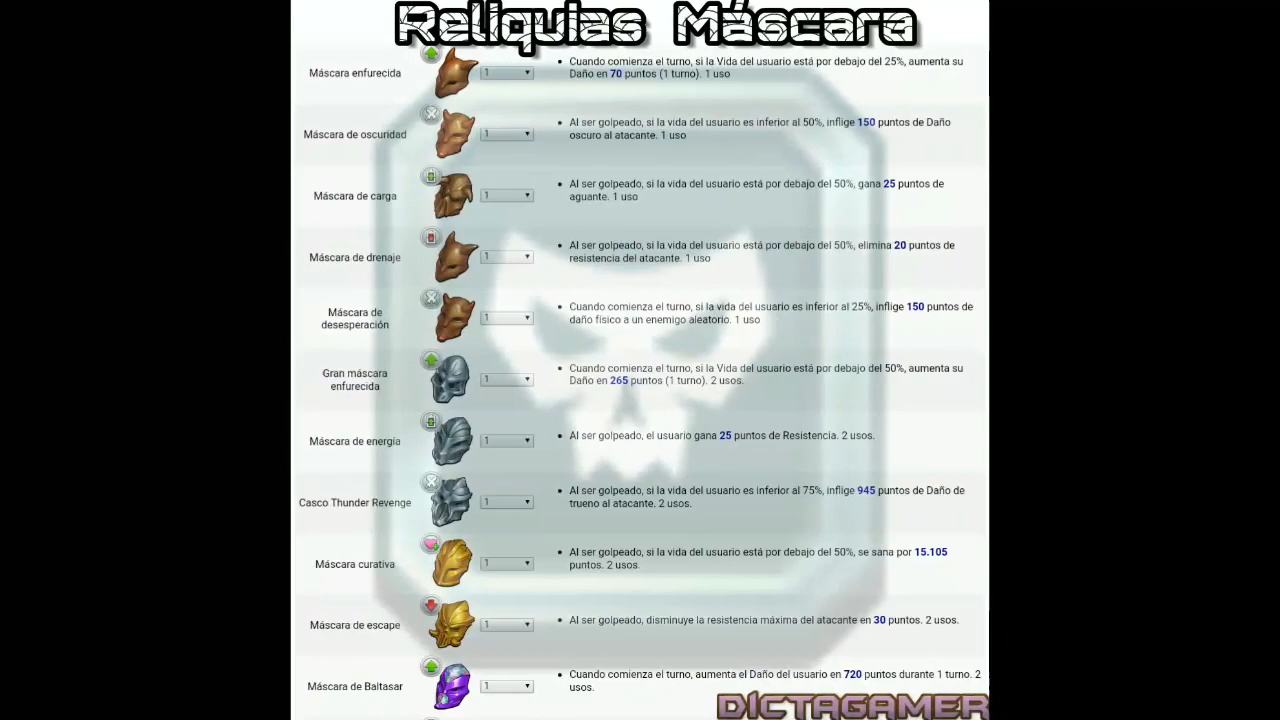 Reliquias Máscara
Máscara enfurecida
1
Cuando comienza el turno, si la Vida del usuario está por debajo del 25%, aumenta su
Daño en 70 puntos (1 turno). 1 uso
Máscara de oscuridad
1
Al ser golpeado, si la vida del usuario es inferior al 50%, inflige 150 puntos de Daño
oscuro al atacante. 1 uso
Máscara de carga
1
Al ser golpeado, si la vida del usuario está por debajo del 50%, gana 25 puntos de
aguante. 1 uso
Máscara de drenaje
1
Al ser golpeado, si la vida del usuario está por debajo del 50%, elimina 20 puntos de
resistencia del atacante. 1 uso
Máscara de
desesperación
1
Cuando comienza el turno, si la vida del usuario es inferior al 25%, inflige 150 puntos de
daño físico a un enemigo aleatorio. 1 uso
Gran máscara
enfurecida
1
Cuando comienza el turno, si la Vida del usuario está por debajo del 50%, aumenta su
Daño en 265 puntos (1 turno). 2 usos.
Máscara de energía
1
Al ser golpeado, el usuario gana 25 puntos de Resistencia. 2 usos.
Casco Thunder Revenge
1
Al ser golpeado, si la vida del usuario es inferior al 75%, inflige 945 puntos de Daño de
trueno al atacante. 2 usos.
Máscara curativa
1
Al ser golpeado, si la vida del usuario está por debajo del 50%, se sana por 15.105
puntos. 2 usos.
Máscara de escape
1
Al ser golpeado, disminuye la resistencia máxima del atacante en 30 puntos. 2 usos.
Máscara de Baltasar
1
Cuando comienza el turno, aumenta el Daño del usuario en 720 puntos durante 1 turno. 2
usos.
DICTAGAMER